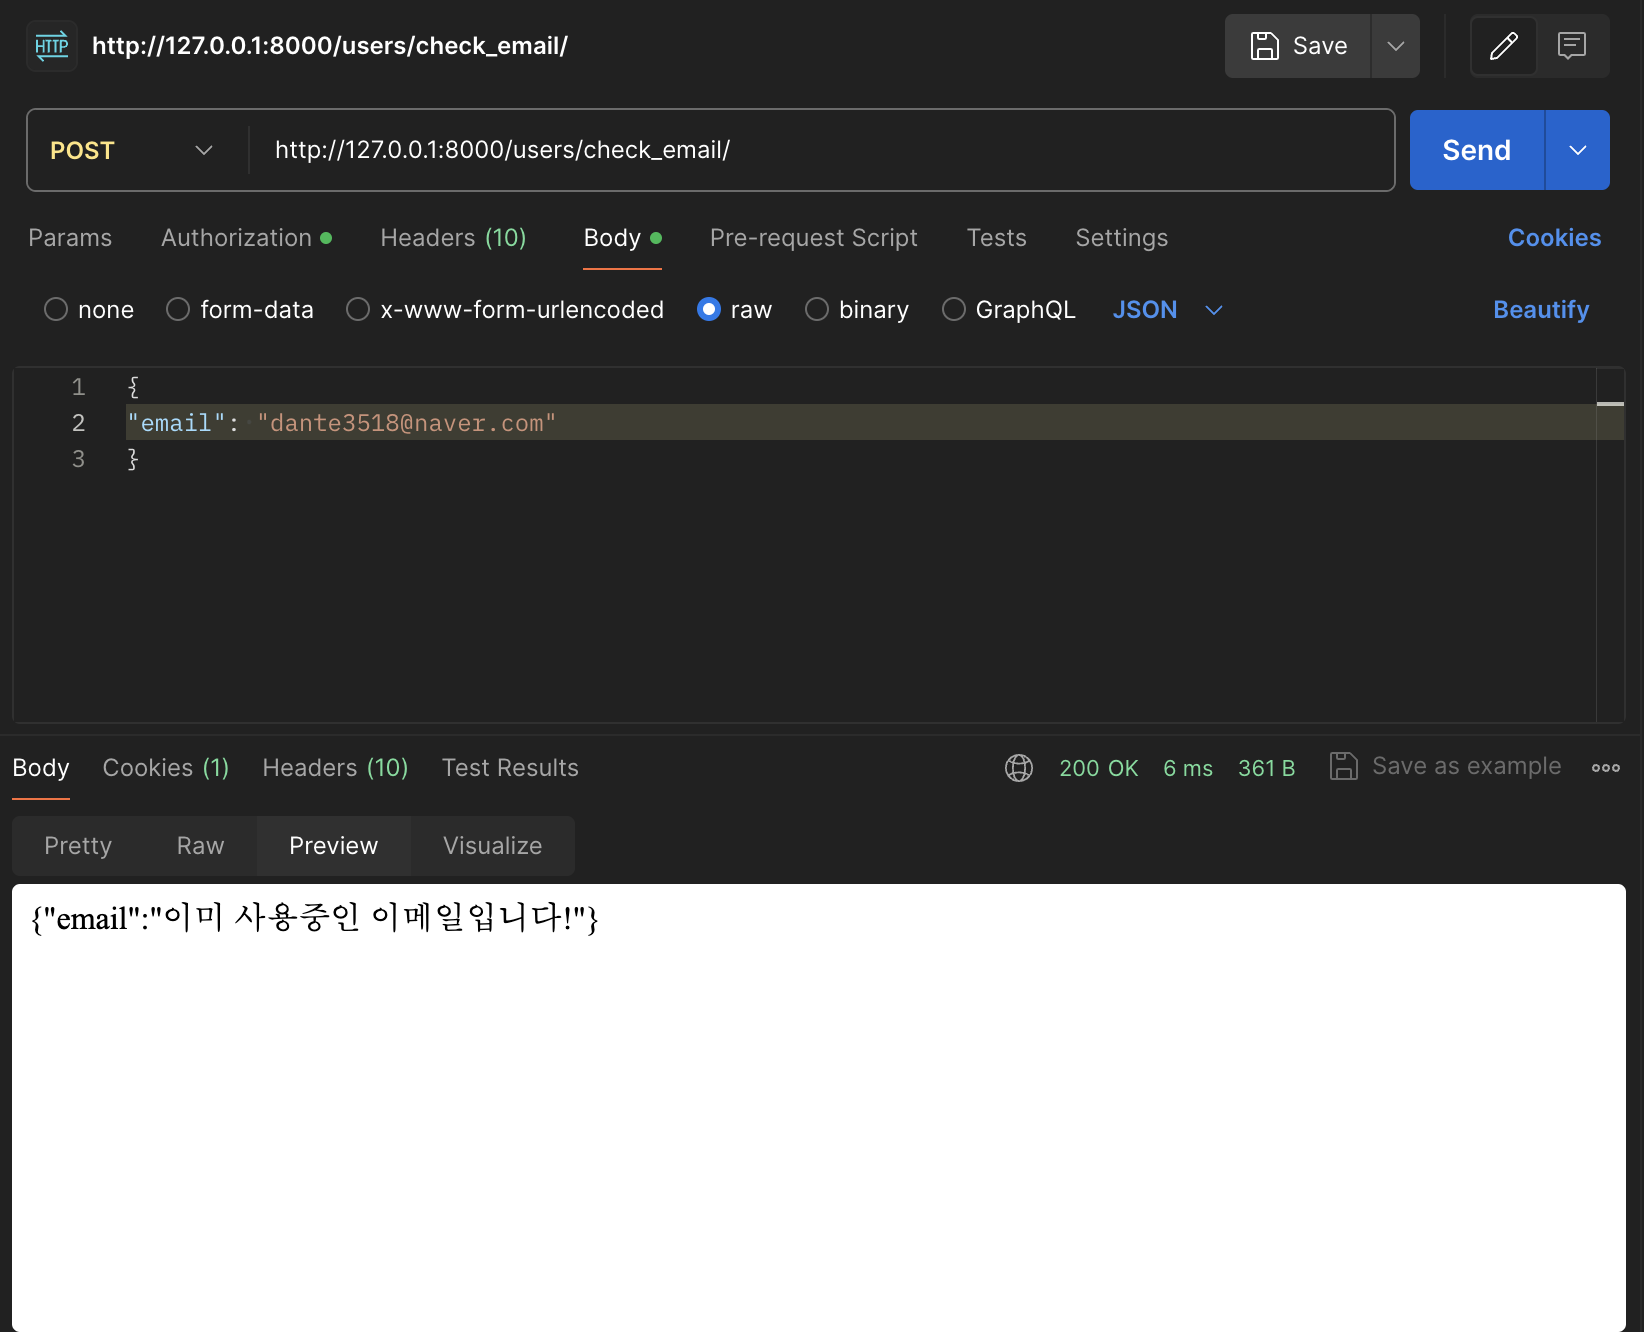 HTTP http://127.0.0.1:8000/users/check_email/ Save
POST http://127.0.0.1:8000/users/check_email/ Send
Params Authorization Headers (10) Body Pre-request Script Tests Settings Cookies
none form-data x-www-form-urlencoded raw binary GraphQL JSON Beautify
1 {
2 "email": "dante3518@naver.com"
3 }
Body Cookies (1) Headers (10) Test Results 200 OK 6 ms 361 B Save as example
Pretty Raw Preview Visualize
{"email":"이미 사용중인 이메일입니다!"}